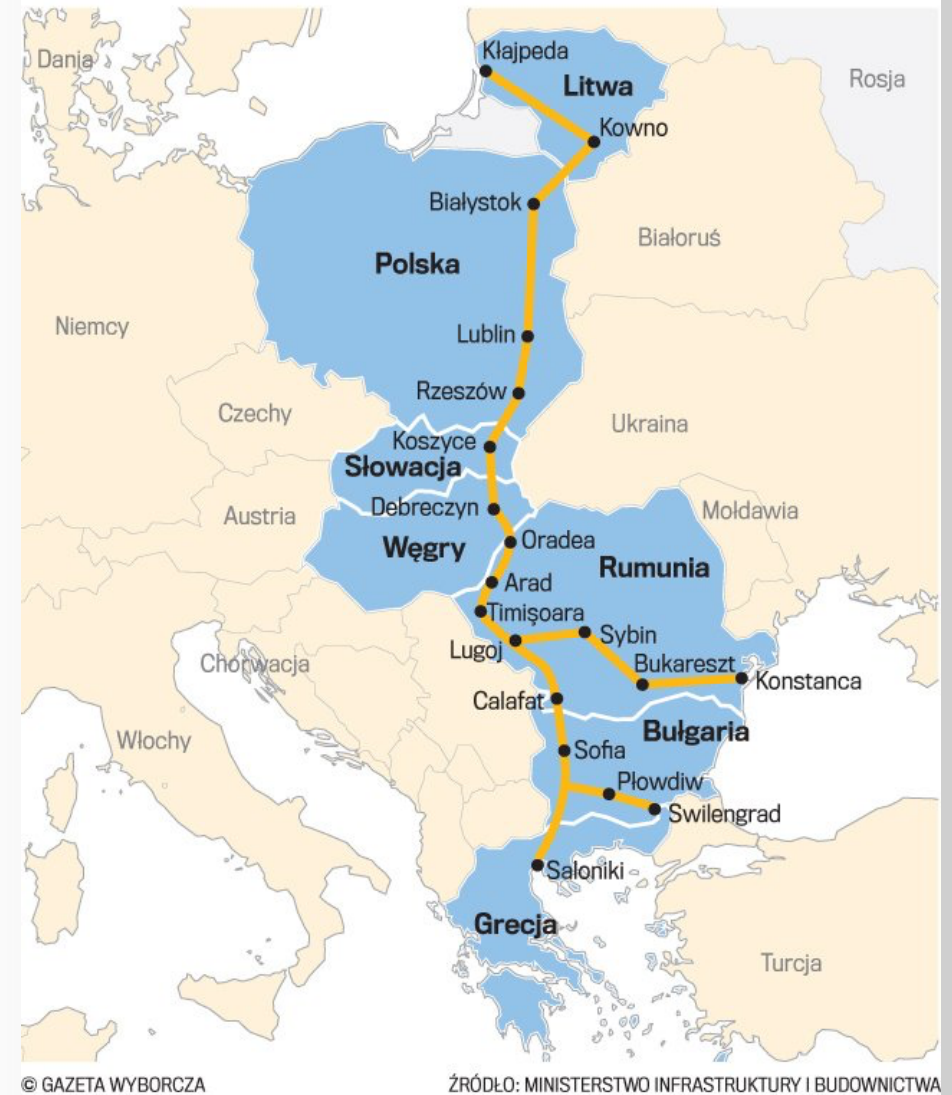 Dania
Kłajpeda
Litwa
Rosja
Kowno
Białystok
Białoruś
Polska
Niemcy
Lublin
Rzeszów
Czechy
Ukraina
Koszyce
Słowacja
Debreczyn
Austria
Mołdawia
Węgry
Oradea
Rumunia
Arad
Timişoara
Sybin
Lugoj
Chorwacja
Bukareszt
Konstanca
Calafat
Bułgaria
Włochy
Sofia
Płowdiw
Swilengrad
Saloniki
Grecja
Turcja
© GAZETA WYBORCZA
ŹRÓDŁO: MINISTERSTWO INFRASTRUKTURY I BUDOWNICTWA